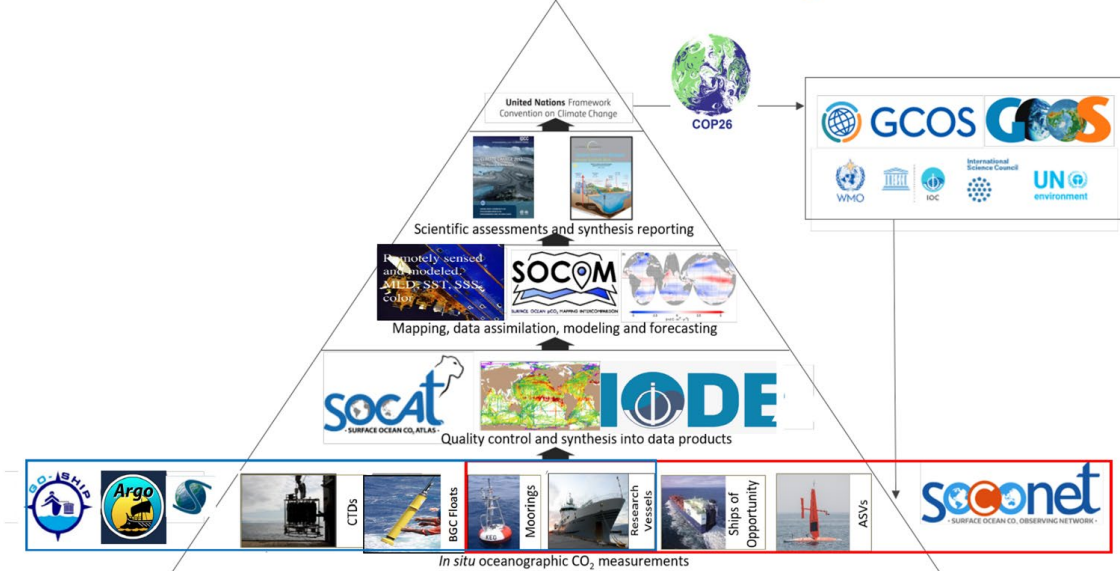 United Nations Framework
Convention on Climate Change
COP26
GCOS
GOOS
WMO
IOC
International
Science Council
UN
environment
Scientific assessments and synthesis reporting
Remotely sensed
and modeled.
MLD, SST, SSS,
color
SOCOM
SURFACE OCEAN pCO₂ MAPPING INTERCOMPARISON
Mapping, data assimilation, modeling and forecasting
SOCAT
• SURFACE OCEAN CO₂ ATLAS •
IODE
Quality control and synthesis into data products
GO-SHIP
Argo
CTDs
BGC Floats
KEO
Moorings
Research
Vessels
Ships of
Opportunity
ASVs
soconet
• SURFACE OCEAN CO₂ OBSERVING NETWORK •
In situ oceanographic CO₂ measurements